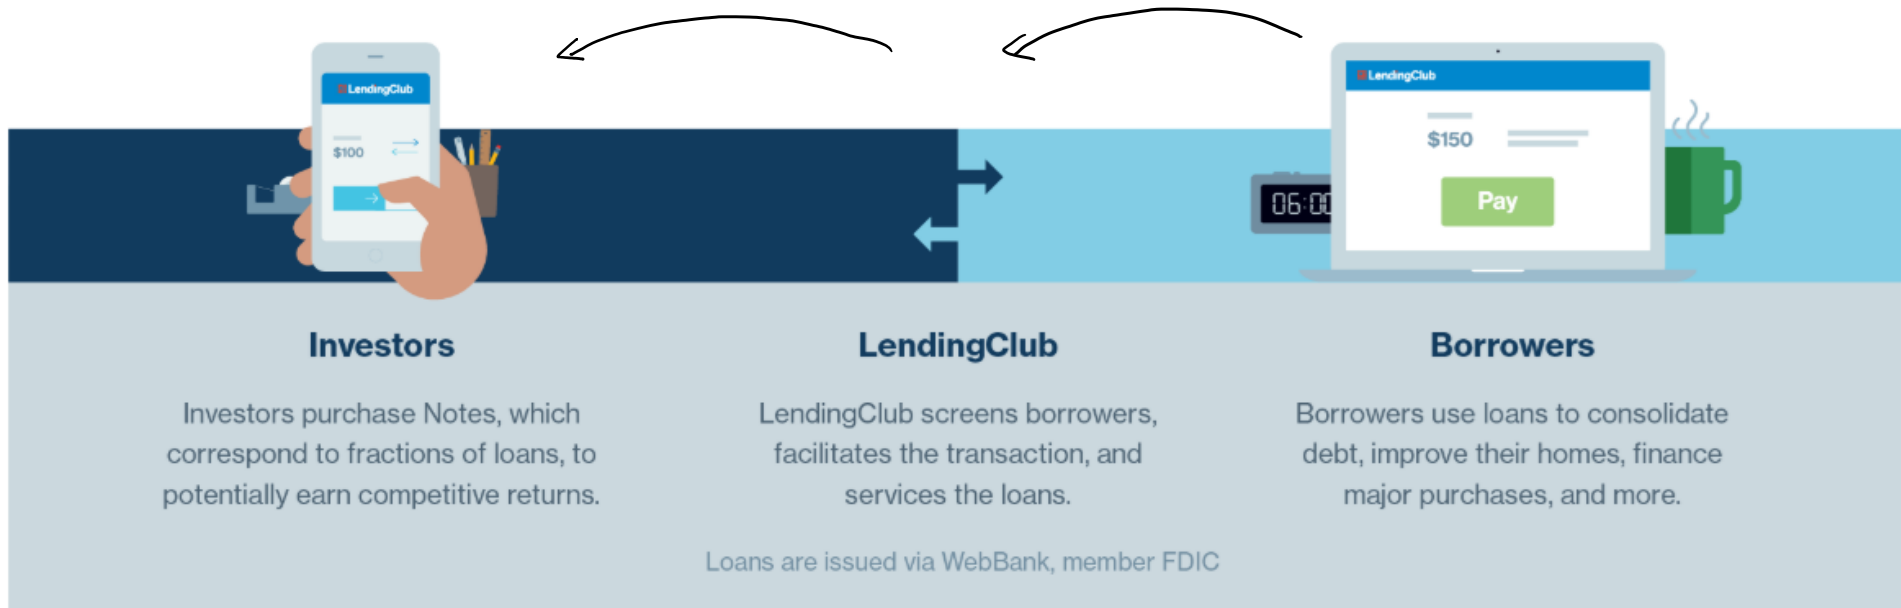 LendingClub
$100
LendingClub
$150
Pay
06:00
Investors
Investors purchase Notes, which
correspond to fractions of loans, to
potentially earn competitive returns.
LendingClub
LendingClub screens borrowers,
facilitates the transaction, and
services the loans.
Borrowers
Borrowers use loans to consolidate
debt, improve their homes, finance
major purchases, and more.
Loans are issued via WebBank, member FDIC